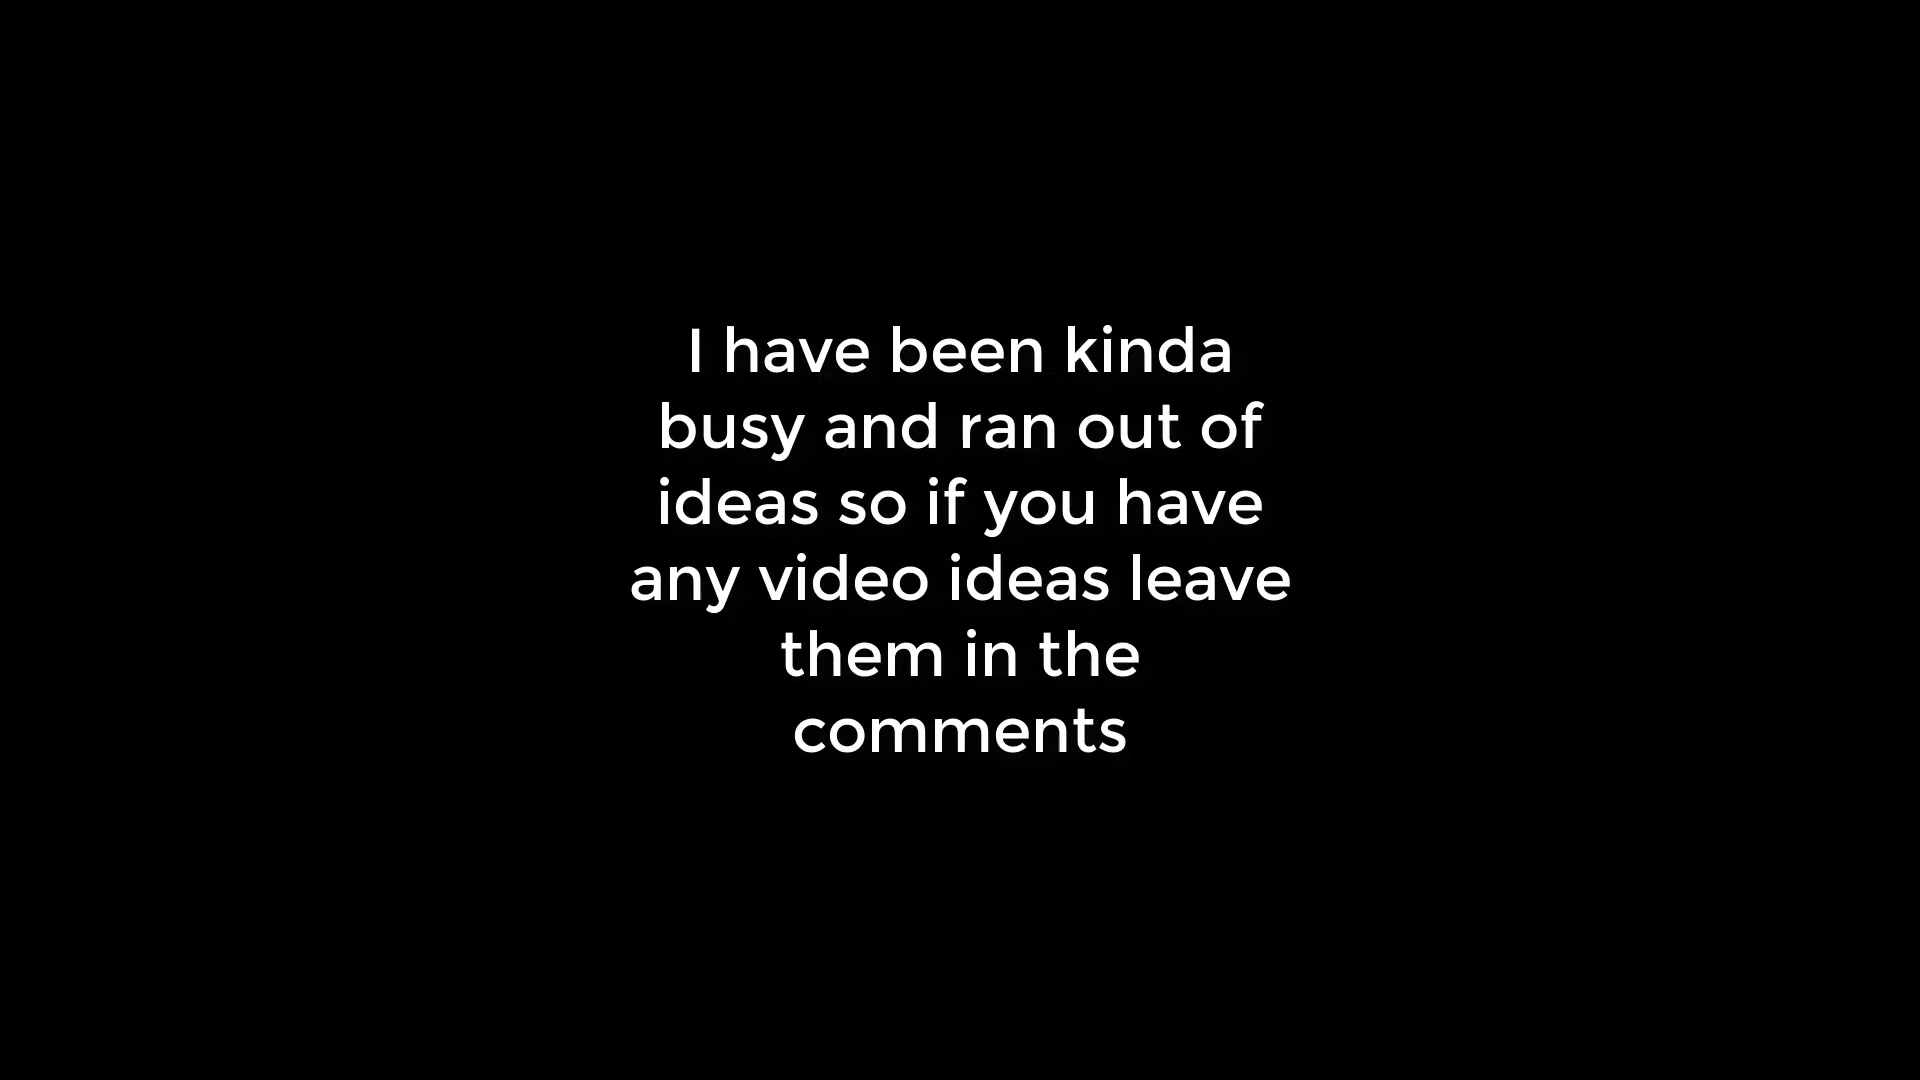 I have been kinda
busy and ran out of
ideas so if you have
any video ideas leave
them in the
comments